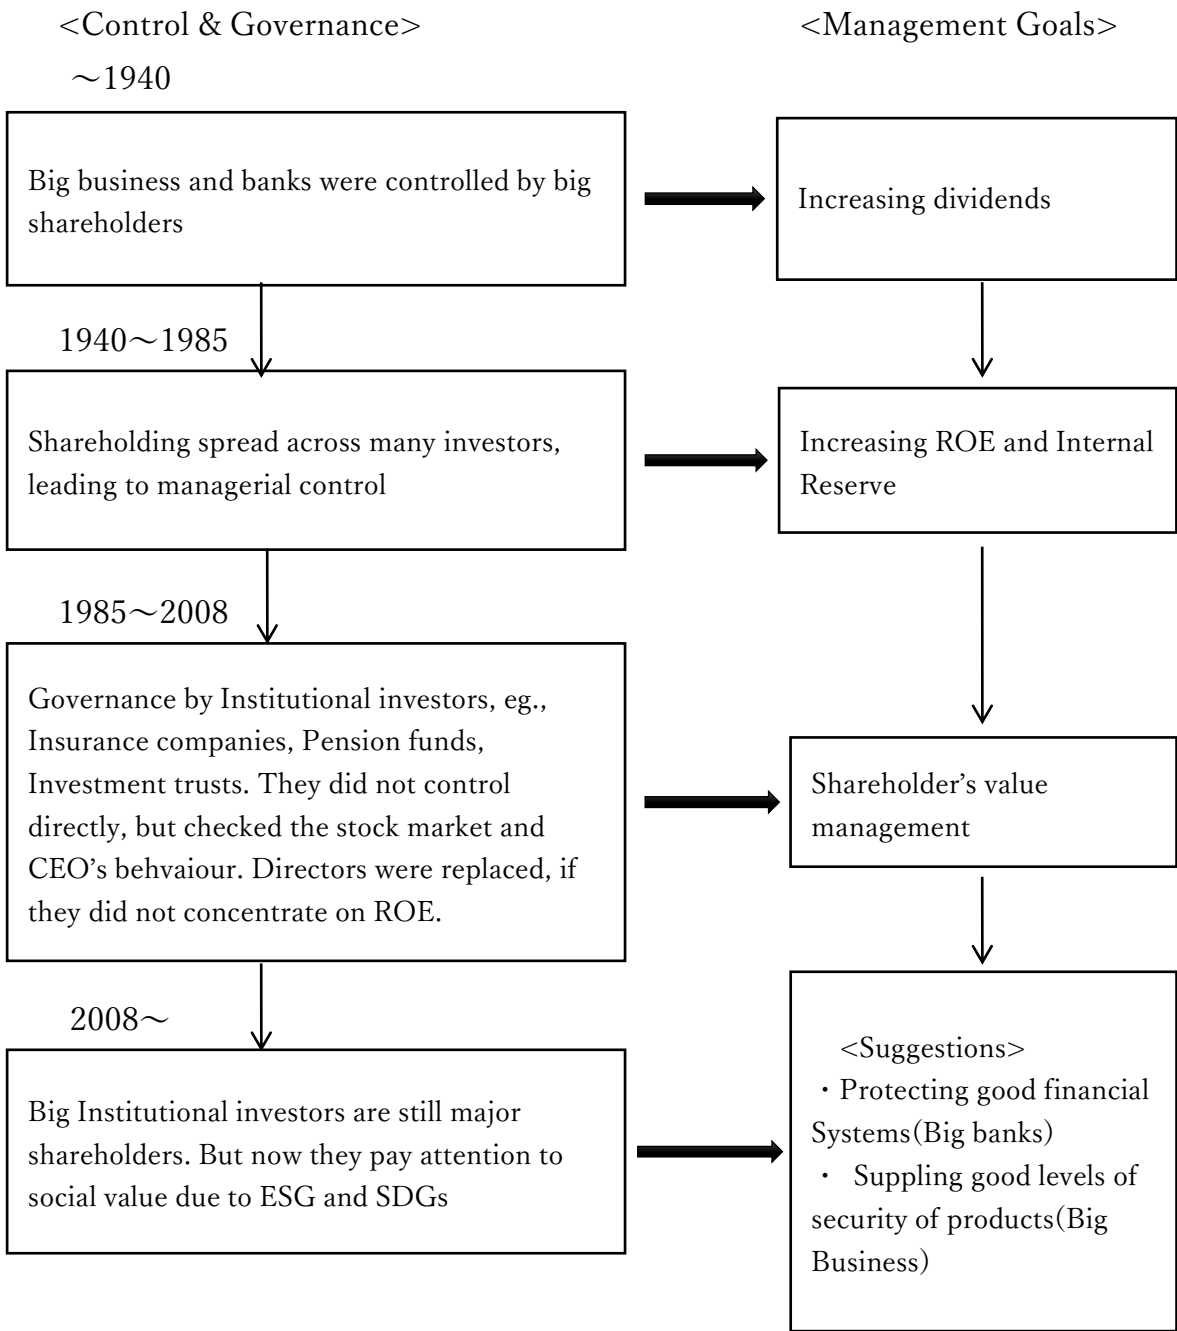 <Control & Governance>
<Management Goals>
～1940
Big business and banks were controlled by big
shareholders
Increasing dividends
1940～1985
Shareholding spread across many investors,
leading to managerial control
Increasing ROE and Internal
Reserve
1985～2008
Governance by Institutional investors, eg.,
Insurance companies, Pension funds,
Investment trusts. They did not control
directly, but checked the stock market and
CEO’s behvaiour. Directors were replaced, if
they did not concentrate on ROE.
Shareholder’s value
management
2008～
Big Institutional investors are still major
shareholders. But now they pay attention to
social value due to ESG and SDGs
<Suggestions>
・Protecting good financial
Systems(Big banks)
・ Suppling good levels of
security of products(Big
Business)